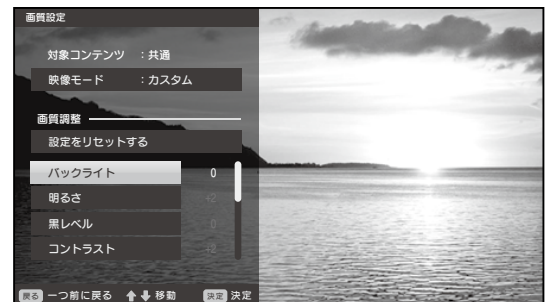 画質設定
対象コンテンツ ：共通
映像モード ：カスタム
画質調整
設定をリセットする
バックライト 0
明るさ +2
黒レベル 0
コントラスト
戻る 一つ前に戻る ↑↓ 移動 決定 決定